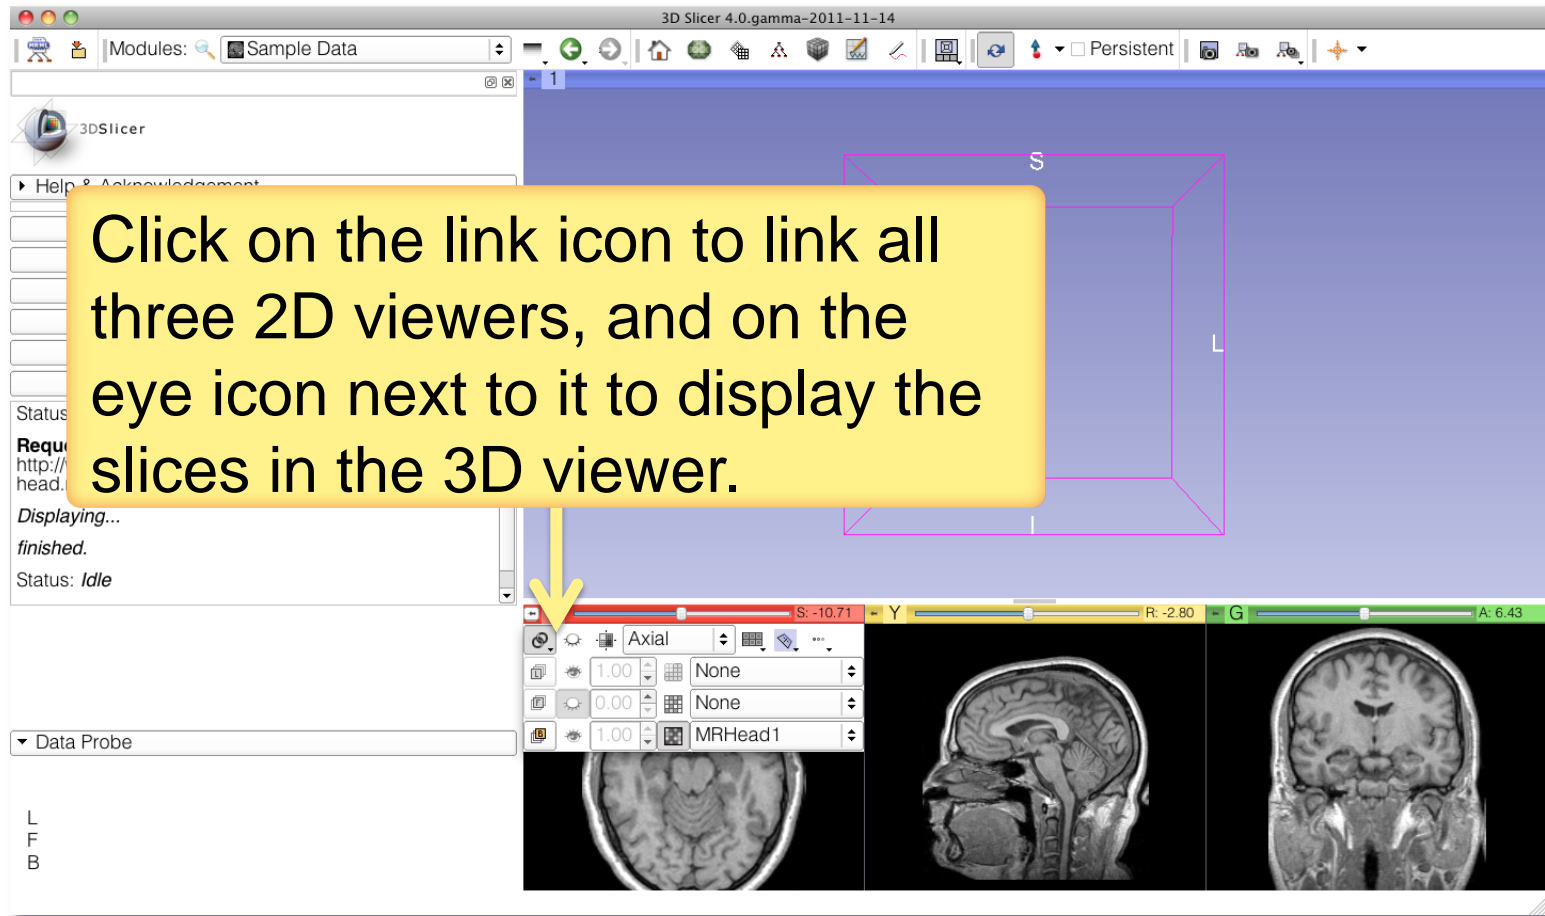 3D Slicer 4.0.gamma-2011-11-14
Modules: Sample Data Persistent
1
3DSlicer
Help & Acknowledgement
S
Click on the link icon to link all
three 2D viewers, and on the
eye icon next to it to display the
slices in the 3D viewer.
L
Status
Reque
http://
head.
Displaying...
I
finished.
Status: Idle
S: -10.71 Y R: -2.80 G A: 6.43
Axial
L 1.00 None
F 0.00 None
B 1.00 MRHead1
Data Probe
L
F
B